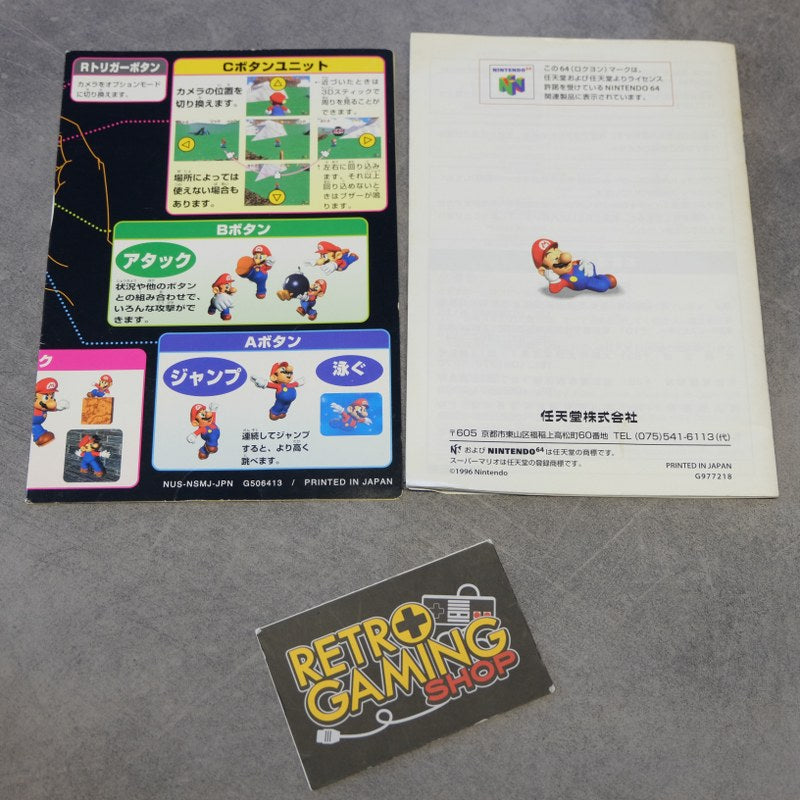 Rトリガーボタン
カメラをオプションモード
に切り換えます。
Cボタンユニット
カメラの位置を
切り換えます。
近づいたときは
3Dスティックで
周りを見ることが
できます。
場所によっては
使えない場合も
あります。
左右に回り込み
ます。それ以上
回り込めないと
きはブザーが鳴
ります。
Bボタン
アタック
状況や他のボタン
との組み合わせで、
いろんな攻撃がで
きます。
Aボタン
ジャンプ
泳ぐ
連続してジャンプ
すると、より高く
跳べます。
ク
NUS-NSMJ-JPN G506413 / PRINTED IN JAPAN
NINTENDO64
この64〈ロクヨン〉マークは、
任天堂および任天堂よりライセンス
許諾を受けているNINTENDO 64
関連製品に表示されています。
任天堂株式会社
〒605 京都市東山区福稲上高松町60番地 TEL (075)541-6113(代)
および NINTENDO64は任天堂の商標です。
スーパーマリオは任天堂の登録商標です。
©1996 Nintendo
PRINTED IN JAPAN
G977218
RETRO
GAMING
SHOP